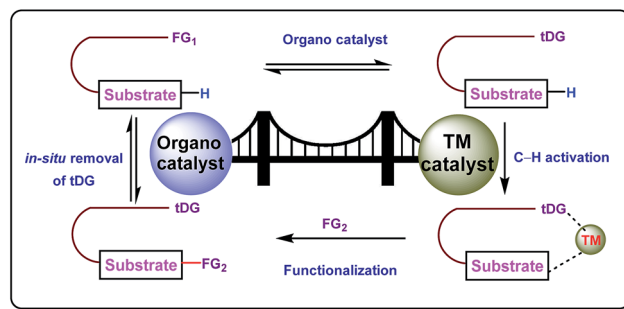 FG1
Organo catalyst
tDG
Substrate
H
Substrate
H
Organo
catalyst
TM
catalyst
in-situ removal
of tDG
C–H activation
tDG
FG2
tDG
TM
Substrate
FG2
Functionalization
Substrate